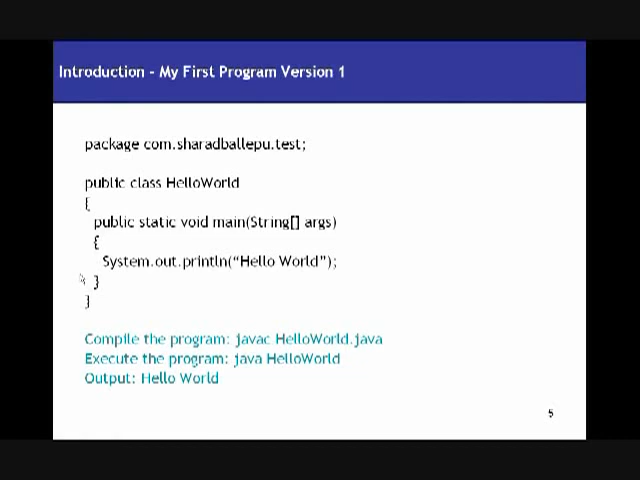 Introduction - My First Program Version 1
package com.sharadballepu.test;
public class HelloWorld
{
public static void main(String[] args)
{
System.out.println(“Hello World”);
}
}
Compile the program: javac HelloWorld.java
Execute the program: java HelloWorld
Output: Hello World
5